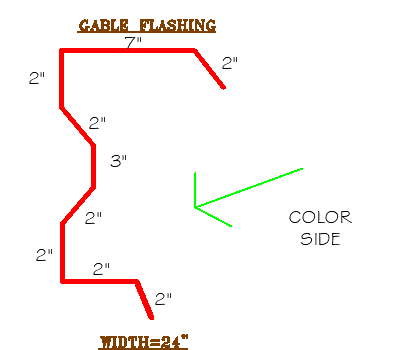 GABLE FLASHING
7"
2"
2"
2"
3"
2"
COLOR
SIDE
2"
2"
2"
WIDTH=24"